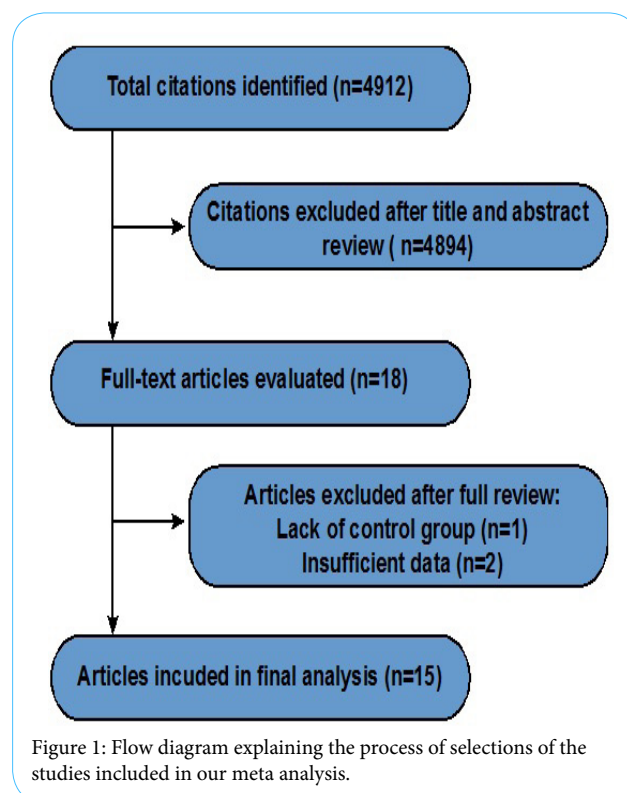 Total citations identified (n=4912)
Citations excluded after title and abstract
review ( n=4894)
Full-text articles evaluated (n=18)
Articles excluded after full review:
Lack of control group (n=1)
Insufficient data (n=2)
Articles incuded in final analysis (n=15)
Figure 1: Flow diagram explaining the process of selections of the
studies included in our meta analysis.